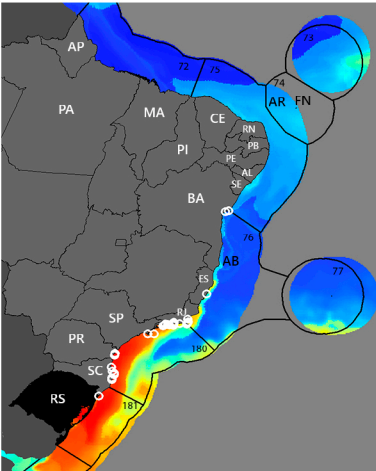 AP
72
75
73
74
AR
FN
PA
MA
CE
RN
PB
PI
PE
AL
SE
BA
76
AB
77
ES
SP
RJ
180
PR
SC
RS
181